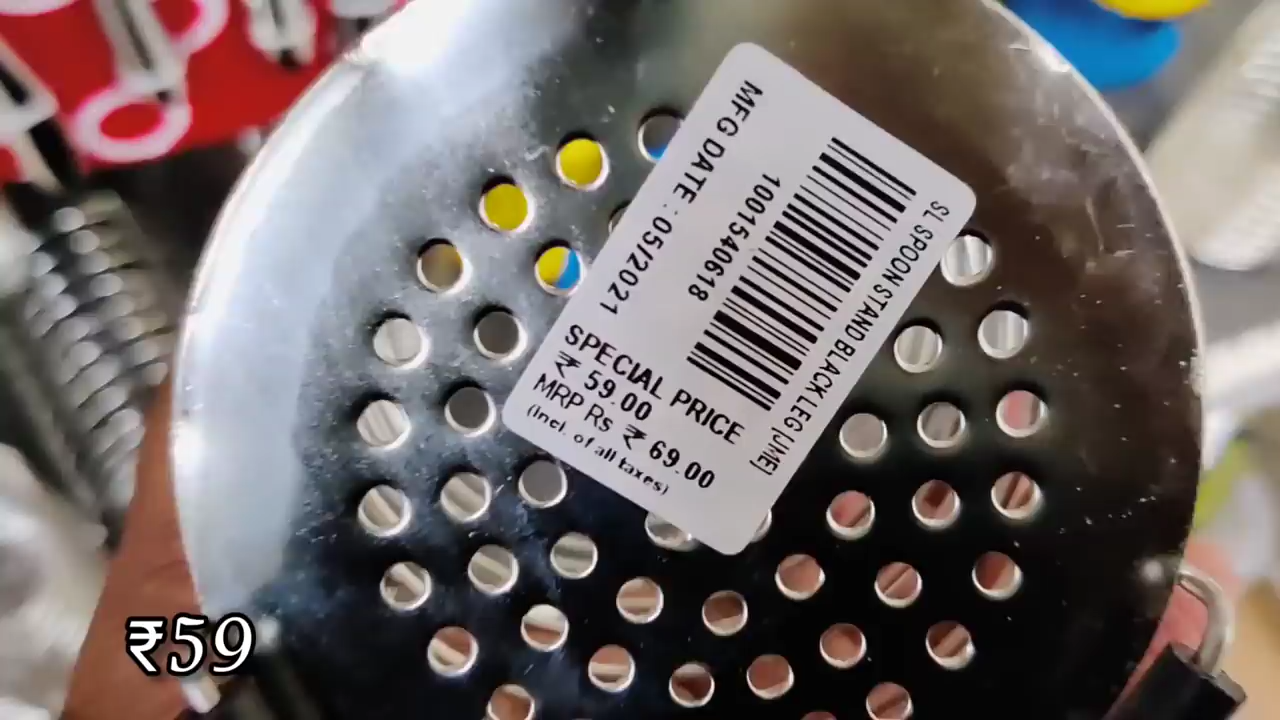 SL SPOON STAND BLACK LEG (JME)
1001540618
MFG DATE : 05/2021
SPECIAL PRICE
₹ 59.00
MRP Rs ₹ 69.00
(Incl. of all taxes)
₹59